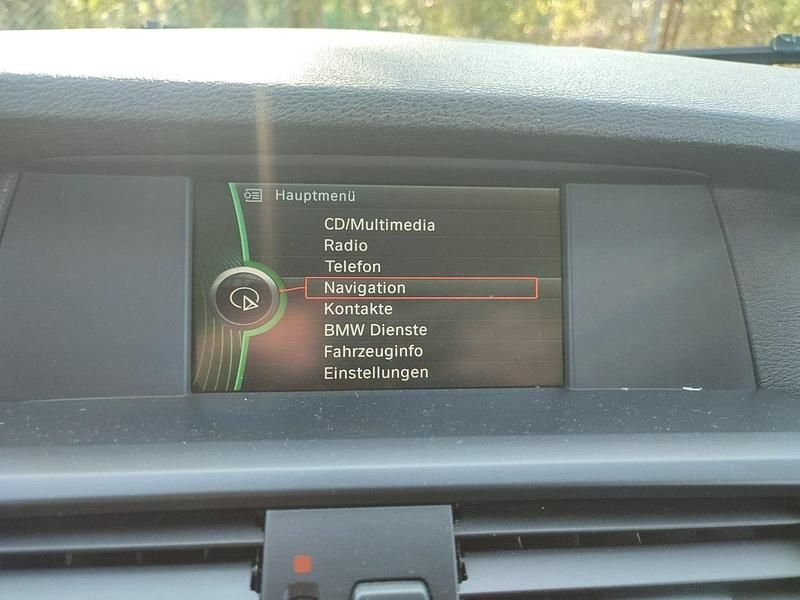 Hauptmenü
CD/Multimedia
Radio
Telefon
Navigation
Kontakte
BMW Dienste
Fahrzeuginfo
Einstellungen